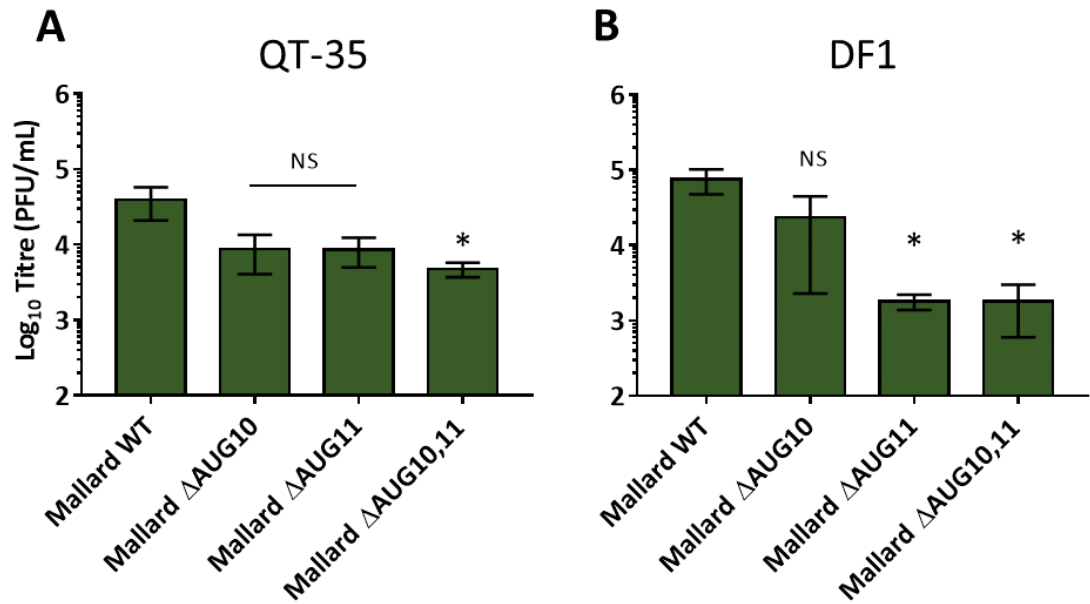 A
QT-35
Log10 Titre (PFU/mL)
6
5
4
3
2
NS
*
Mallard WT
Mallard ΔAUG10
Mallard ΔAUG11
Mallard ΔAUG10,11
B
DF1
6
5
4
3
2
NS
*
*
Mallard WT
Mallard ΔAUG10
Mallard ΔAUG11
Mallard ΔAUG10,11